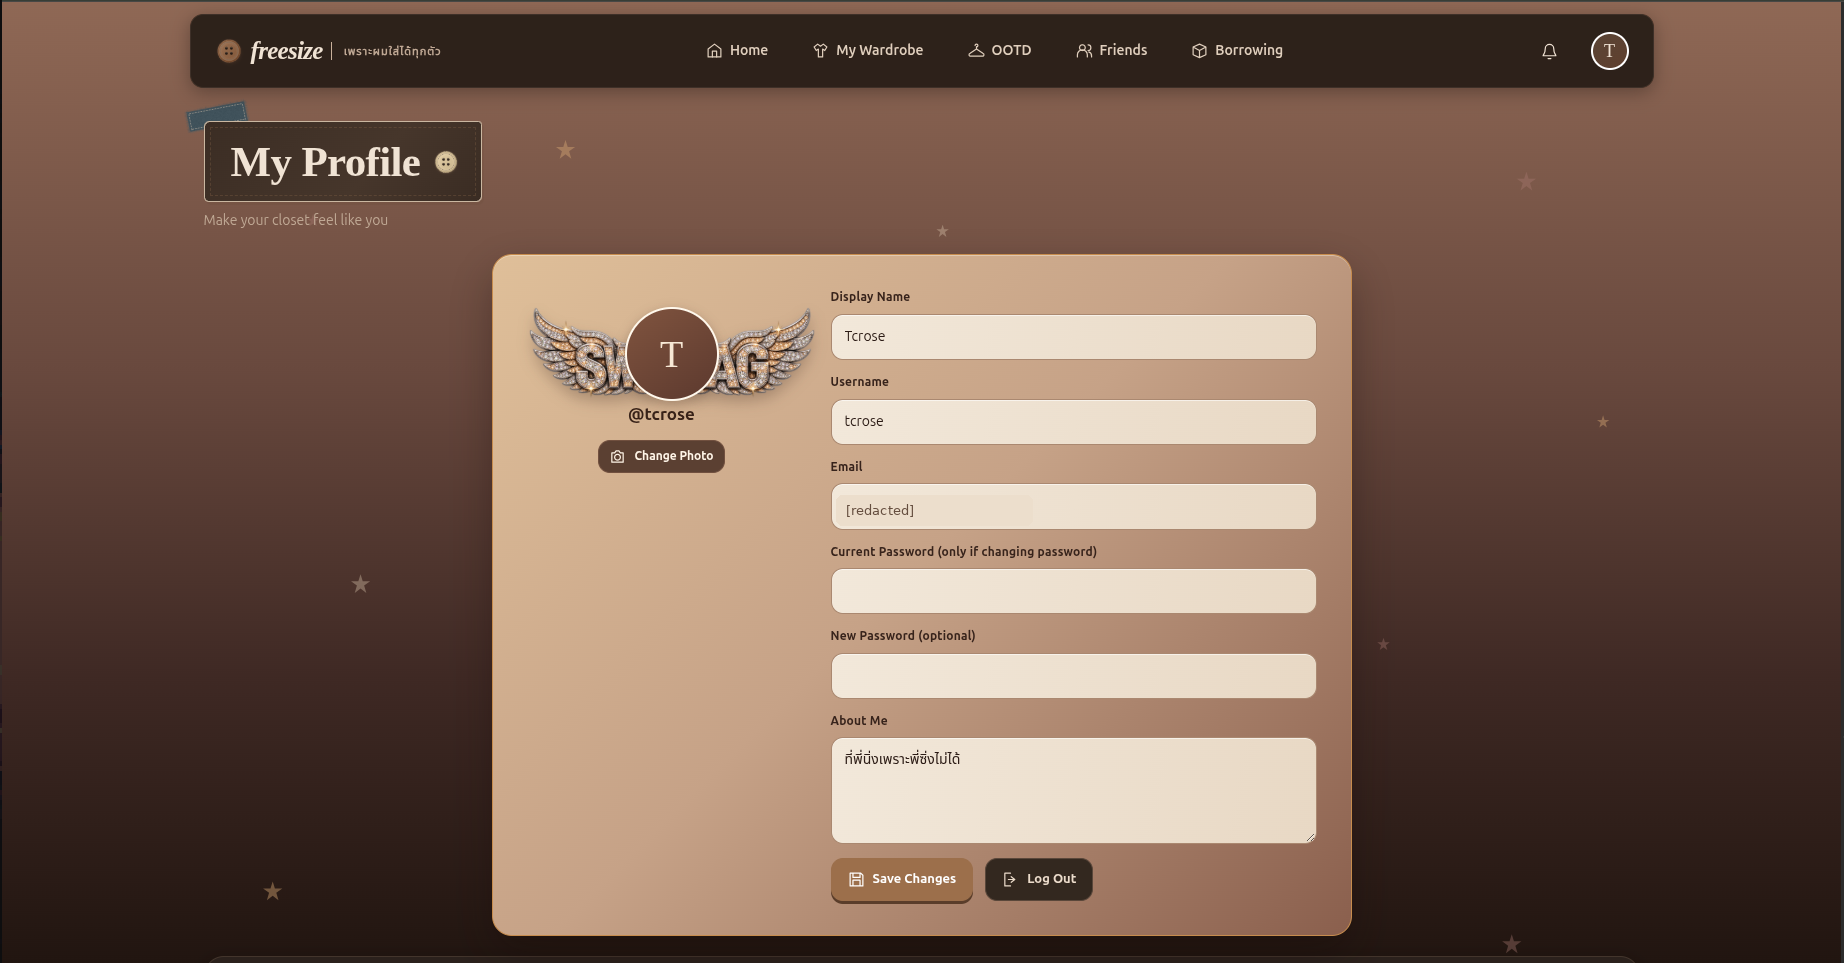 freesize | เพราะผมใส่ได้ทุกตัว
Home My Wardrobe OOTD Friends Borrowing
T
My Profile
Make your closet feel like you
T
@tcrose
Change Photo
Display Name
Tcrose
Username
tcrose
Email
[redacted]
Current Password (only if changing password)
New Password (optional)
About Me
ที่พี่นิ่งเพราะพี่ซิ่งไม่ได้
Save Changes Log Out